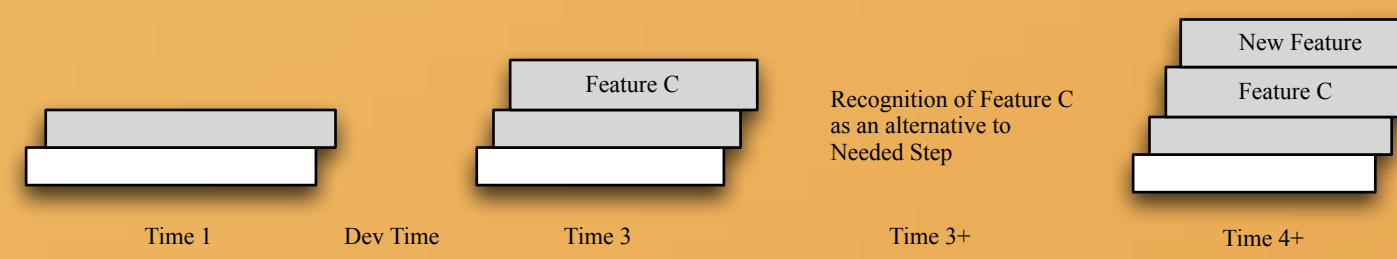 New Feature
Feature C
Feature C
Recognition of Feature C
as an alternative to
Needed Step
Time 1
Dev Time
Time 3
Time 3+
Time 4+